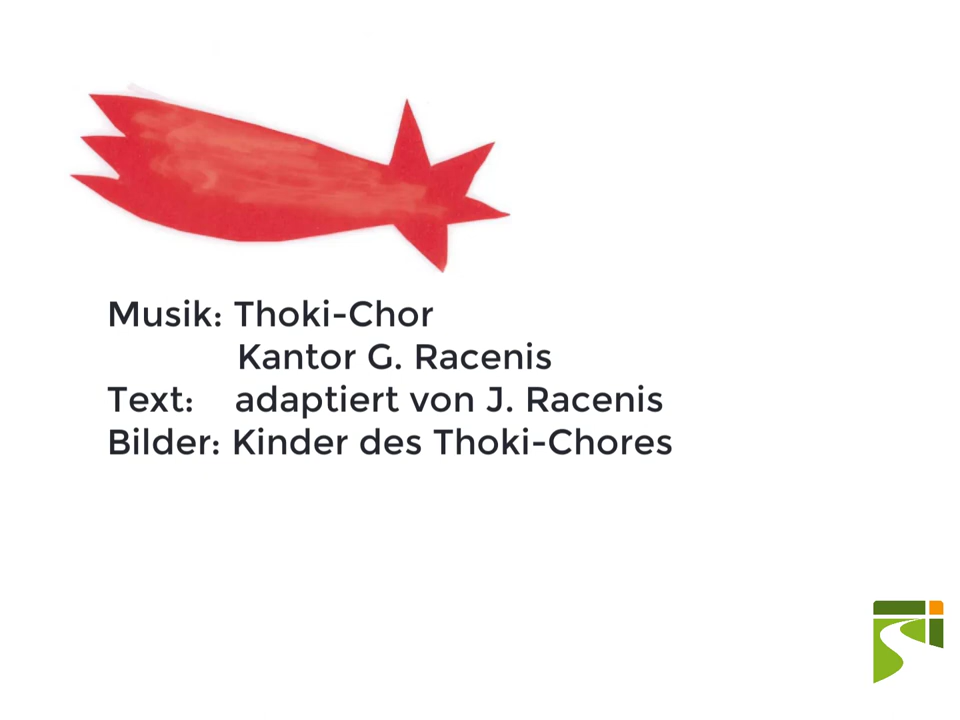 Musik: Thoki-Chor
Kantor G. Racenis
Text: adaptiert von J. Racenis
Bilder: Kinder des Thoki-Chores